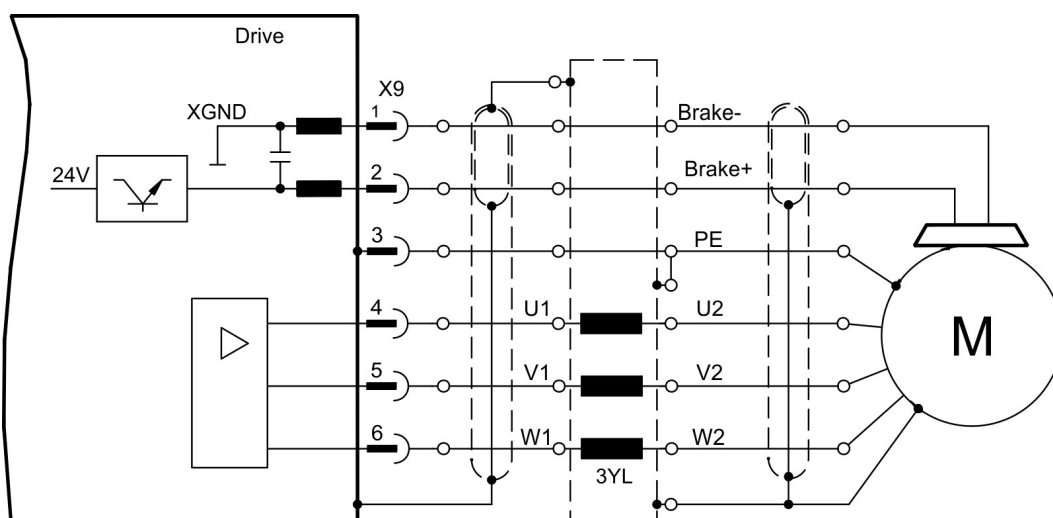 Drive
X9
XGND
1
Brake-
24V
2
Brake+
3
PE
4
U1
U2
M
5
V1
V2
6
W1
W2
3YL